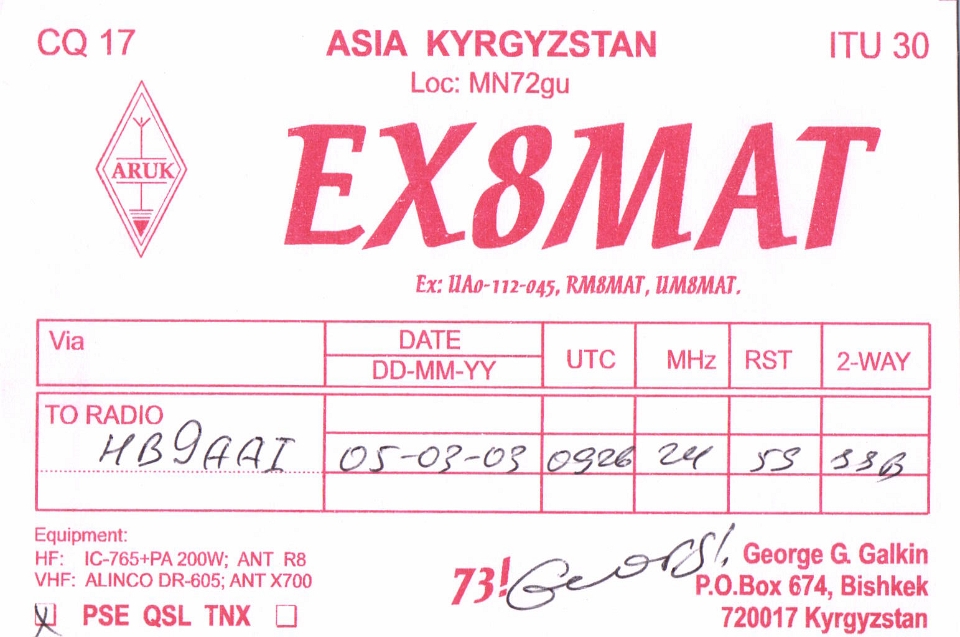 CQ 17 ASIA KYRGYZSTAN ITU 30
Loc: MN72gu
ARUK
EX8MAT
Ex: UA0-112-045, RM8MAT, UM8MAT.
Via DATE UTC MHz RST 2-WAY
DD-MM-YY
TO RADIO
HB9AAI 05-03-03 0926 24 59 SSB
Equipment:
HF: IC-765+PA 200W; ANT R8
VHF: ALINCO DR-605; ANT X700
X PSE QSL TNX
73! George! George G. Galkin
P.O.Box 674, Bishkek
720017 Kyrgyzstan